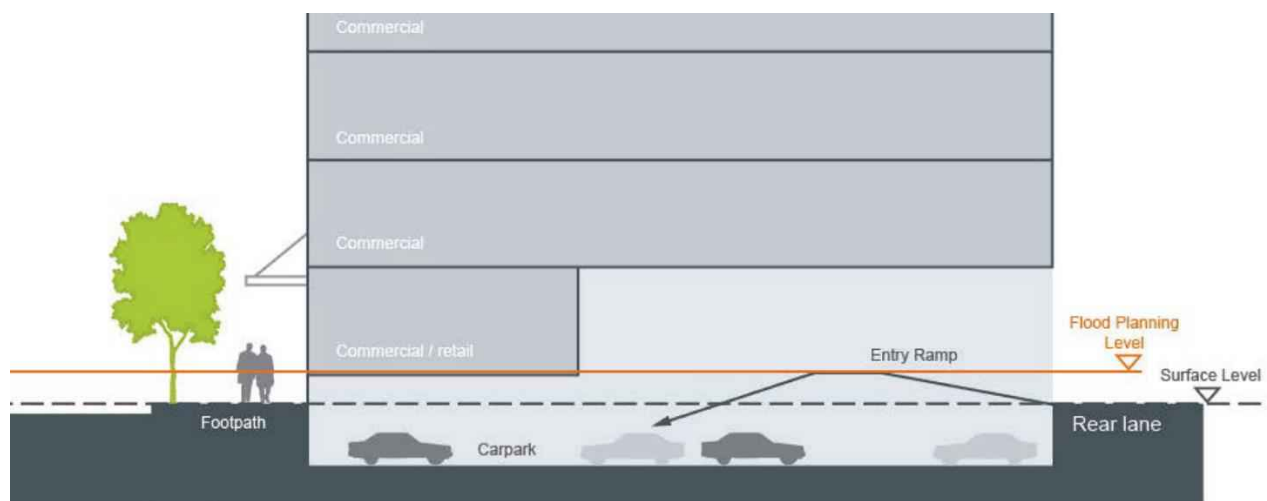 Commercial
Commercial
Commercial
Commercial / retail
Flood Planning
Level
Entry Ramp
Surface Level
Footpath
Rear lane
Carpark